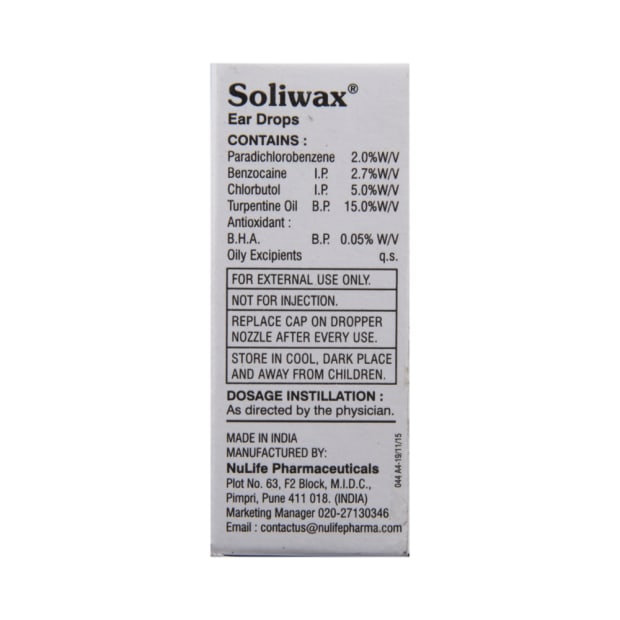 Soliwax®
Ear Drops
CONTAINS :
Paradichlorobenzene 2.0%W/V
Benzocaine I.P. 2.7%W/V
Chlorbutol I.P. 5.0%W/V
Turpentine Oil B.P. 15.0%W/V
Antioxidant :
B.H.A. B.P. 0.05% W/V
Oily Excipients q.s.
FOR EXTERNAL USE ONLY.
NOT FOR INJECTION.
REPLACE CAP ON DROPPER
NOZZLE AFTER EVERY USE.
STORE IN COOL, DARK PLACE
AND AWAY FROM CHILDREN.
DOSAGE INSTILLATION :
As directed by the physician.
MADE IN INDIA
MANUFACTURED BY:
NuLife Pharmaceuticals
Plot No. 63, F2 Block, M.I.D.C.,
Pimpri, Pune 411 018. (INDIA)
Marketing Manager 020-27130346
Email : contactus@nulifepharma.com
044 A4-19/11/15